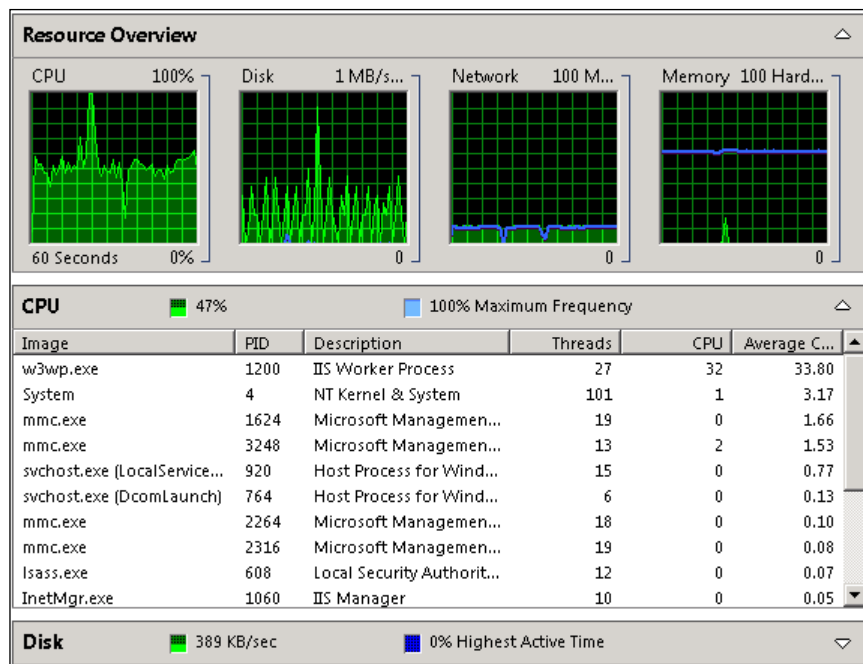 Resource Overview
CPU 100% Disk 1 MB/s... Network 100 M... Memory 100 Hard...
60 Seconds 0% 0 0 0
CPU 47% 100% Maximum Frequency
Image PID Description Threads CPU Average C...
w3wp.exe 1200 IIS Worker Process 27 32 33.80
System 4 NT Kernel & System 101 1 3.17
mmc.exe 1624 Microsoft Managemen... 19 0 1.66
mmc.exe 3248 Microsoft Managemen... 13 2 1.53
svchost.exe (LocalService... 920 Host Process for Wind... 15 0 0.77
svchost.exe (DcomLaunch) 764 Host Process for Wind... 6 0 0.13
mmc.exe 2264 Microsoft Managemen... 18 0 0.10
mmc.exe 2316 Microsoft Managemen... 19 0 0.08
lsass.exe 608 Local Security Authorit... 12 0 0.07
InetMgr.exe 1060 IIS Manager 10 0 0.05
Disk 389 KB/sec 0% Highest Active Time